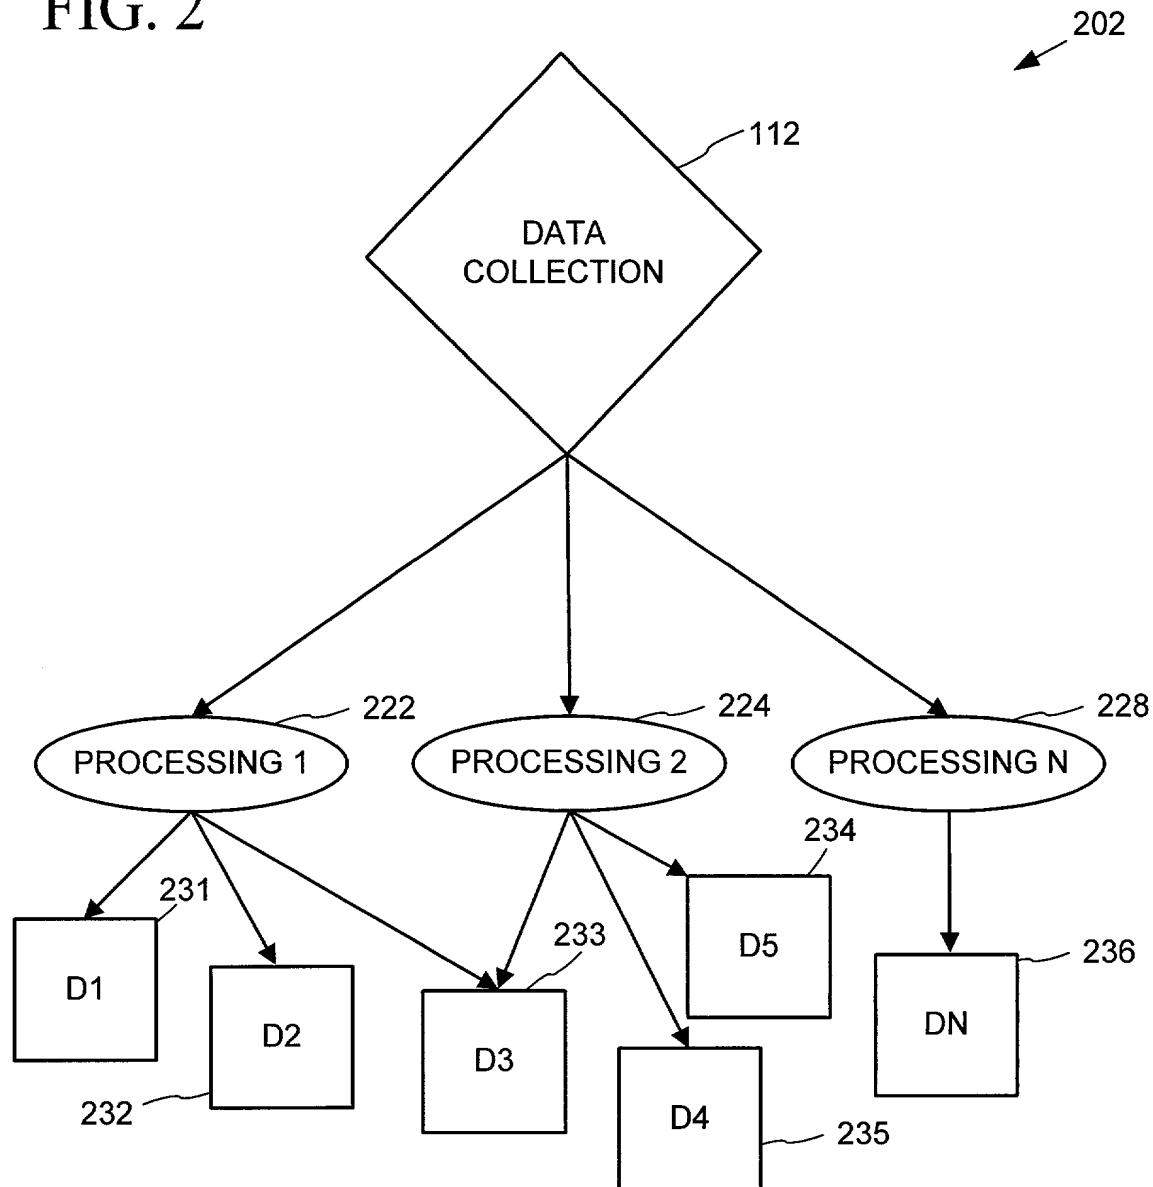 FIG. 2
202
112
DATA
COLLECTION
222
224
228
PROCESSING 1
PROCESSING 2
PROCESSING N
234
231
233
236
D5
D1
DN
D2
D3
232
D4
235